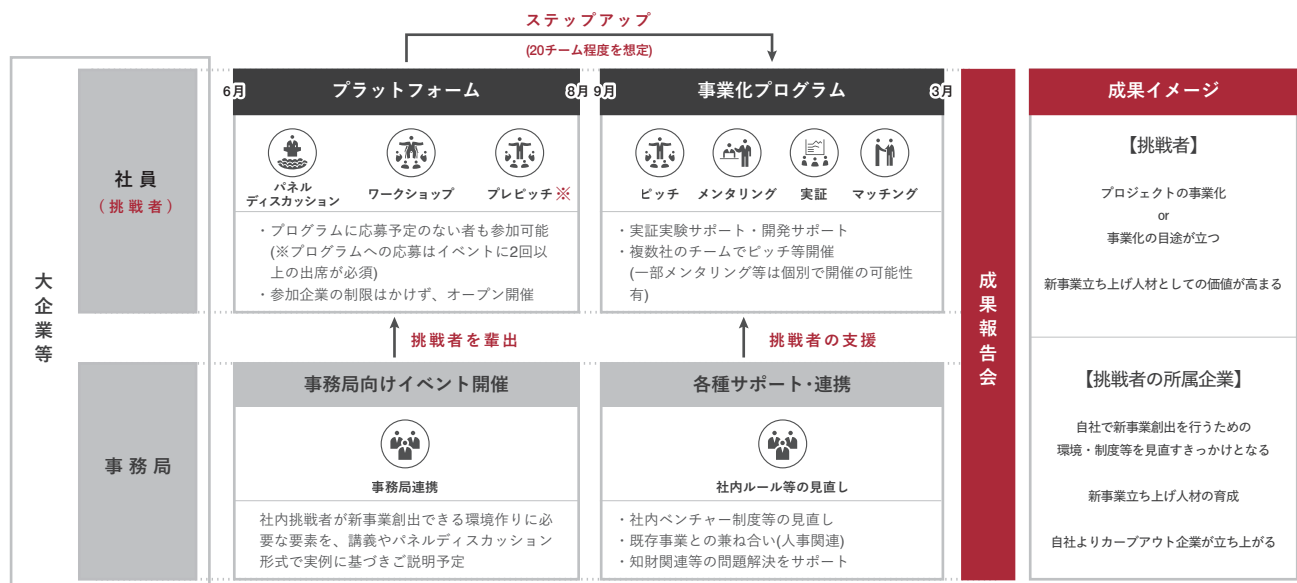 ステップアップ
(20チーム程度を想定)
大企業等
社員
(挑戦者)
6月
プラットフォーム
8月
パネル
ディスカッション
ワークショップ
プレピッチ※
・プログラムに応募予定のない者も参加可能
(※プログラムへの応募はイベントに2回以
上の出席が必須)
・参加企業の制限はかけず、オープン開催
9月
事業化プログラム
3月
ピッチ
メンタリング
実証
マッチング
・実証実験サポート・開発サポート
・複数社のチームでピッチ等開催
(一部メンタリング等は個別で開催の可能性
有)
挑戦者を輩出
挑戦者の支援
事務局
事務局向けイベント開催
事務局連携
社内挑戦者が新事業創出できる環境作りに必
要な要素を、講義やパネルディスカッション
形式で実例に基づきご説明予定
各種サポート・連携
社内ルール等の見直し
・社内ベンチャー制度等の見直し
・既存事業との兼ね合い(人事関連)
・知財関連等の問題解決をサポート
成果報告会
成果イメージ
【挑戦者】
プロジェクトの事業化
or
事業化の目途が立つ
新事業立ち上げ人材としての価値が高まる
【挑戦者の所属企業】
自社で新事業創出を行うための
環境・制度等を見直すきっかけとなる
新事業立ち上げ人材の育成
自社よりカーブアウト企業が立ち上がる